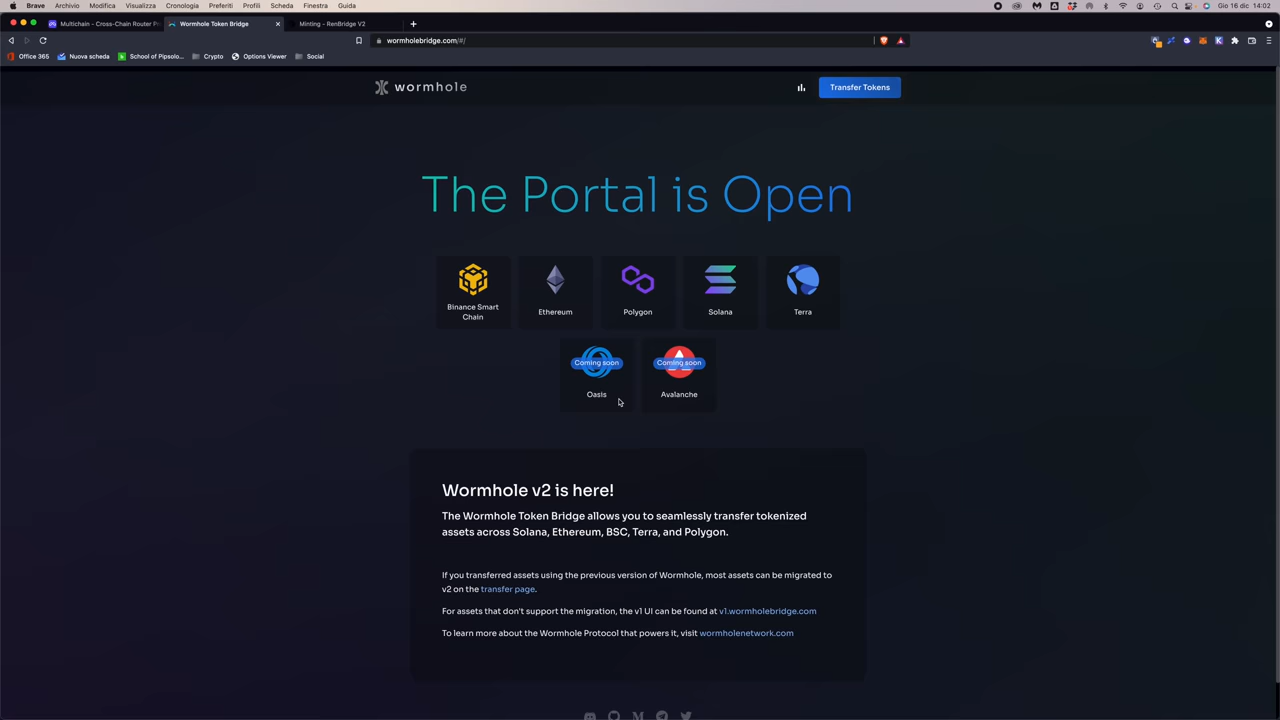 Brave Archivio Modifica Visualizza Cronologia Preferiti Profili Scheda Finestra Guida Gio 16 dic 14:02
Multichain - Cross-Chain Router Pr Wormhole Token Bridge Minting - RenBridge V2
wormholebridge.com/#/
Office 365 Nuova scheda School of Pipsolo... Crypto Options Viewer Social
wormhole Transfer Tokens
The Portal is Open
Binance Smart
Chain
Ethereum Polygon Solana Terra
Coming soon Coming soon
Oasis Avalanche
Wormhole v2 is here!
The Wormhole Token Bridge allows you to seamlessly transfer tokenized
assets across Solana, Ethereum, BSC, Terra, and Polygon.
If you transferred assets using the previous version of Wormhole, most assets can be migrated to
v2 on the transfer page.
For assets that don't support the migration, the v1 UI can be found at v1.wormholebridge.com
To learn more about the Wormhole Protocol that powers it, visit wormholenetwork.com